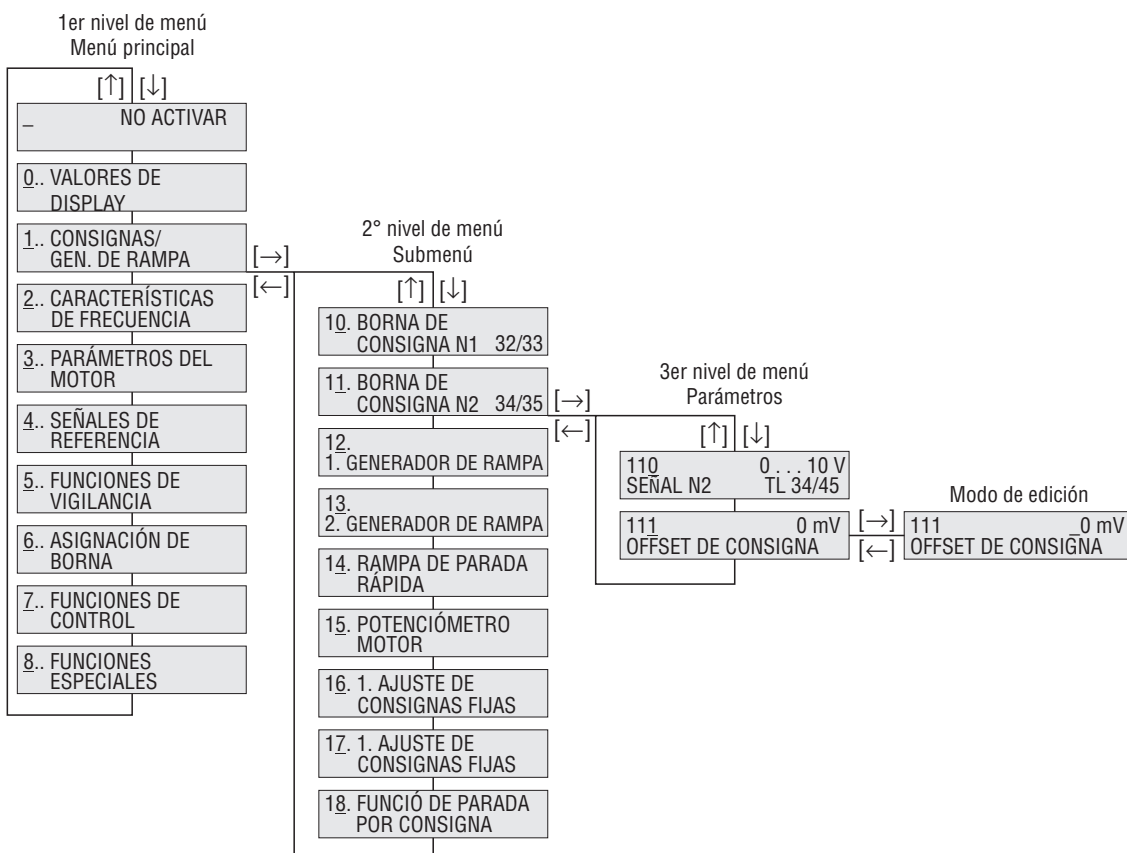 1er nivel de menú
Menú principal
[↑] [↓]
_ NO ACTIVAR
0.. VALORES DE
DISPLAY
1.. CONSIGNAS/
GEN. DE RAMPA
[→]
[←]
2.. CARACTERÍSTICAS
DE FRECUENCIA
3.. PARÁMETROS DEL
MOTOR
4.. SEÑALES DE
REFERENCIA
5.. FUNCIONES DE
VIGILANCIA
6.. ASIGNACIÓN DE
BORNA
7.. FUNCIONES DE
CONTROL
8.. FUNCIONES
ESPECIALES
2° nivel de menú
Submenú
[↑] [↓]
10. BORNA DE
CONSIGNA N1 32/33
11. BORNA DE
CONSIGNA N2 34/35
[→]
[←]
12.
1. GENERADOR DE RAMPA
13.
2. GENERADOR DE RAMPA
14. RAMPA DE PARADA
RÁPIDA
15. POTENCIÓMETRO
MOTOR
16. 1. AJUSTE DE
CONSIGNAS FIJAS
17. 1. AJUSTE DE
CONSIGNAS FIJAS
18. FUNCIÓ DE PARADA
POR CONSIGNA
3er nivel de menú
Parámetros
[↑] [↓]
110 0 . . . 10 V
SEÑAL N2 TL 34/45
111 0 mV
OFFSET DE CONSIGNA
[→]
[←]
Modo de edición
111 _0 mV
OFFSET DE CONSIGNA